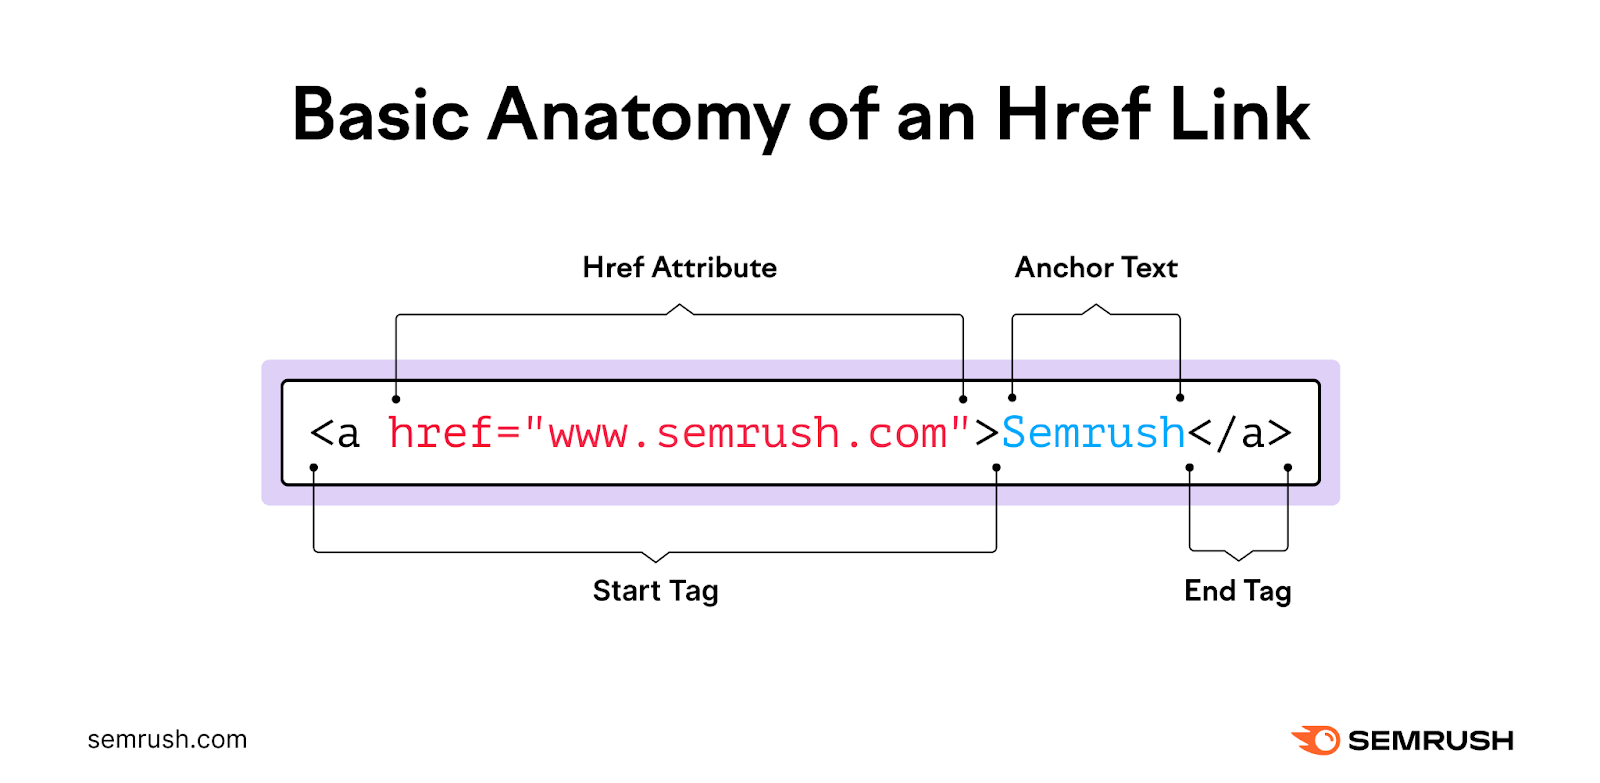 Basic Anatomy of an Href Link
Href Attribute
Anchor Text
<a href="www.semrush.com">Semrush</a>
Start Tag
End Tag
semrush.com
SEMRUSH